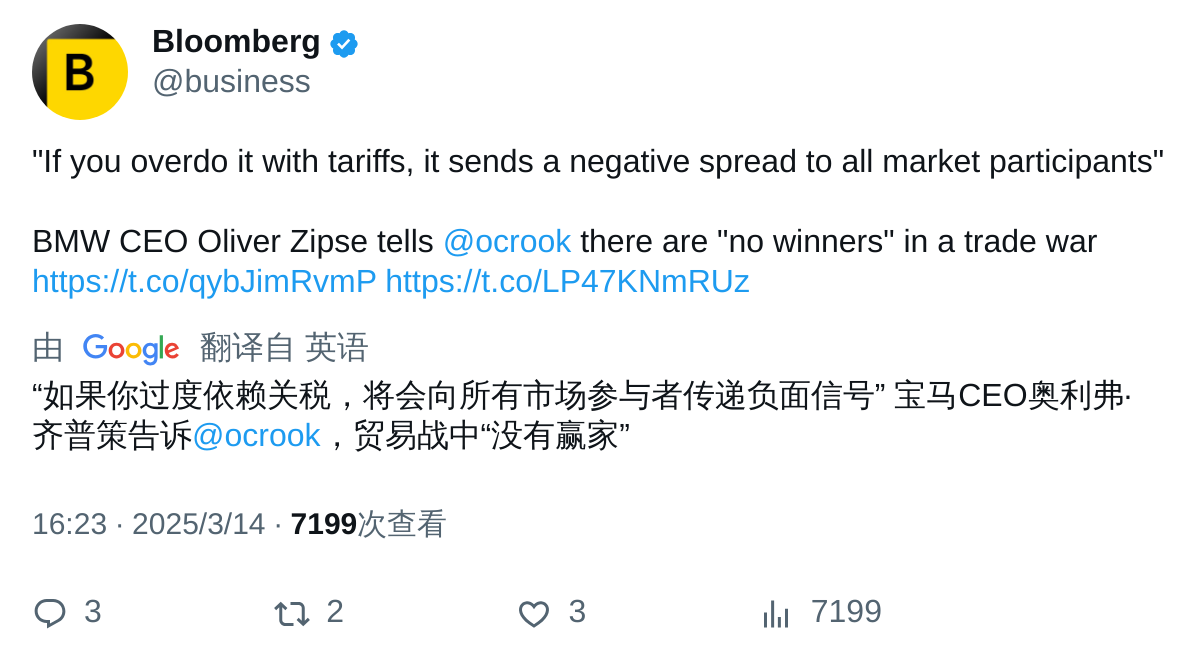 B
Bloomberg
@business
"If you overdo it with tariffs, it sends a negative spread to all market participants"
BMW CEO Oliver Zipse tells @ocrook there are "no winners" in a trade war
https://t.co/qybJimRvmP https://t.co/LP47KNmRUz
由 Google 翻译自 英语
“如果你过度依赖关税，将会向所有市场参与者传递负面信号” 宝马CEO奥利弗·
齐普策告诉@ocrook，贸易战中“没有赢家”
16:23 · 2025/3/14 · 7199次查看
3 2 3 7199